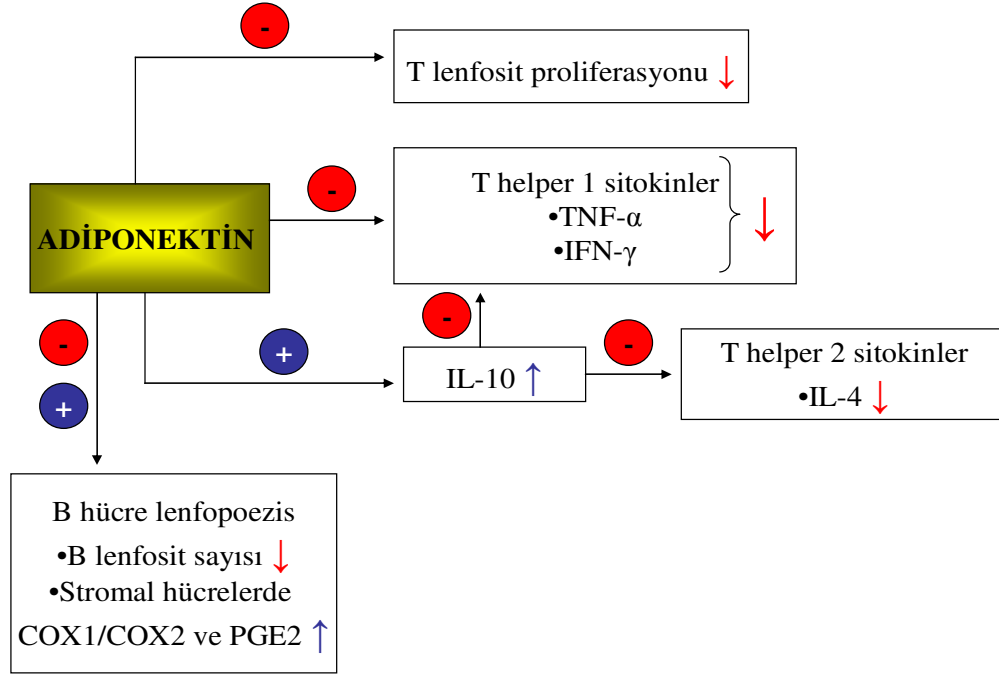 -
T lenfosit proliferasyonu ↓
-
T helper 1 sitokinler
•TNF-α
•IFN-γ
↓
ADİPONEKTİN
-
+
+
-
IL-10 ↑
-
T helper 2 sitokinler
•IL-4 ↓
B hücre lenfopoezis
•B lenfosit sayısı ↓
•Stromal hücrelerde
COX1/COX2 ve PGE2 ↑